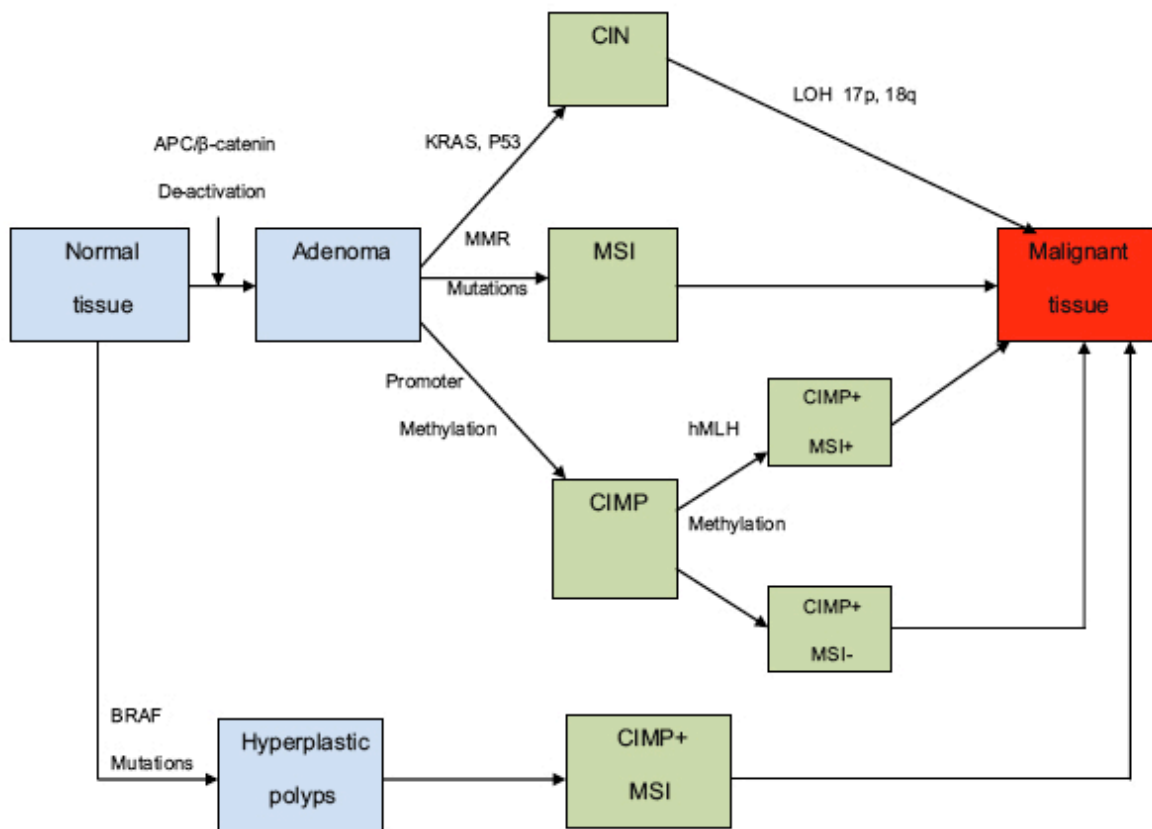 CIN
LOH 17p, 18q
KRAS, P53
APC/β-catenin
De-activation
Normal
tissue
Adenoma
MMR
Mutations
MSI
Malignant
tissue
Promoter
Methylation
hMLH
Methylation
CIMP+
MSI+
CIMP
CIMP+
MSI-
BRAF
Mutations
Hyperplastic
polyps
CIMP+
MSI